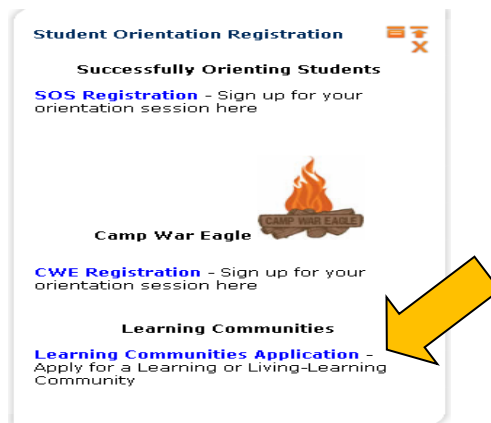 Student Orientation Registration
Successfully Orienting Students
SOS Registration - Sign up for your
orientation session here
CAMP WAR EAGLE
Camp War Eagle
CWE Registration - Sign up for your
orientation session here
Learning Communities
Learning Communities Application -
Apply for a Learning or Living-Learning
Community